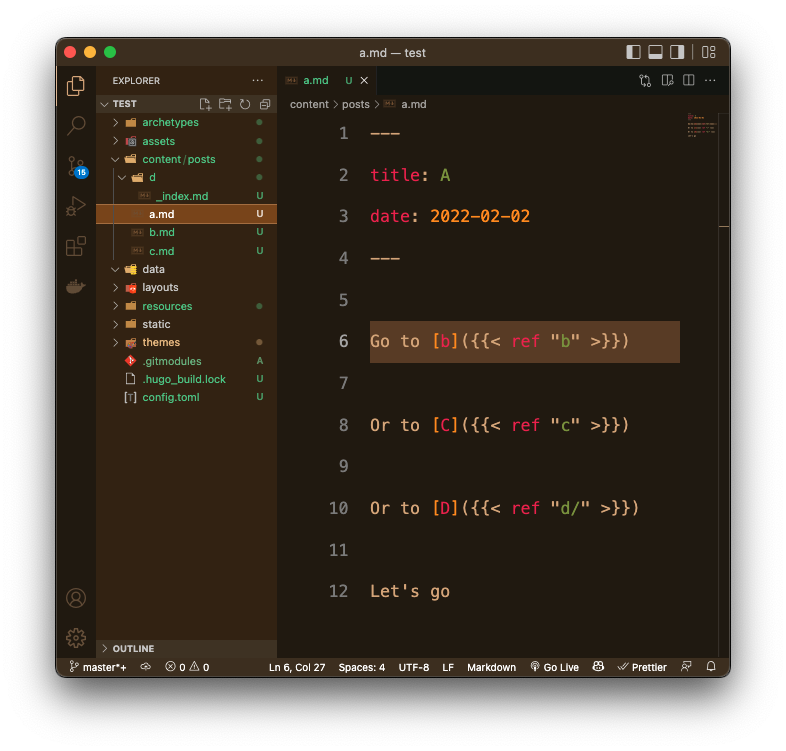 a.md — test
EXPLORER
TEST
archetypes
assets
content/posts
d
_index.md U
a.md U
b.md U
c.md U
data
layouts
resources
static
themes
.gitmodules A
.hugo_build.lock U
config.toml U
OUTLINE
16
a.md U
content > posts > a.md
1 ---
2 title: A
3 date: 2022-02-02
4 ---
5
6 Go to [b]({{< ref "b" >}})
7
8 Or to [C]({{< ref "c" >}})
9
10 Or to [D]({{< ref "d/" >}})
11
12 Let's go
master*+ 0 0 Ln 6, Col 27 Spaces: 4 UTF-8 LF Markdown Go Live Prettier